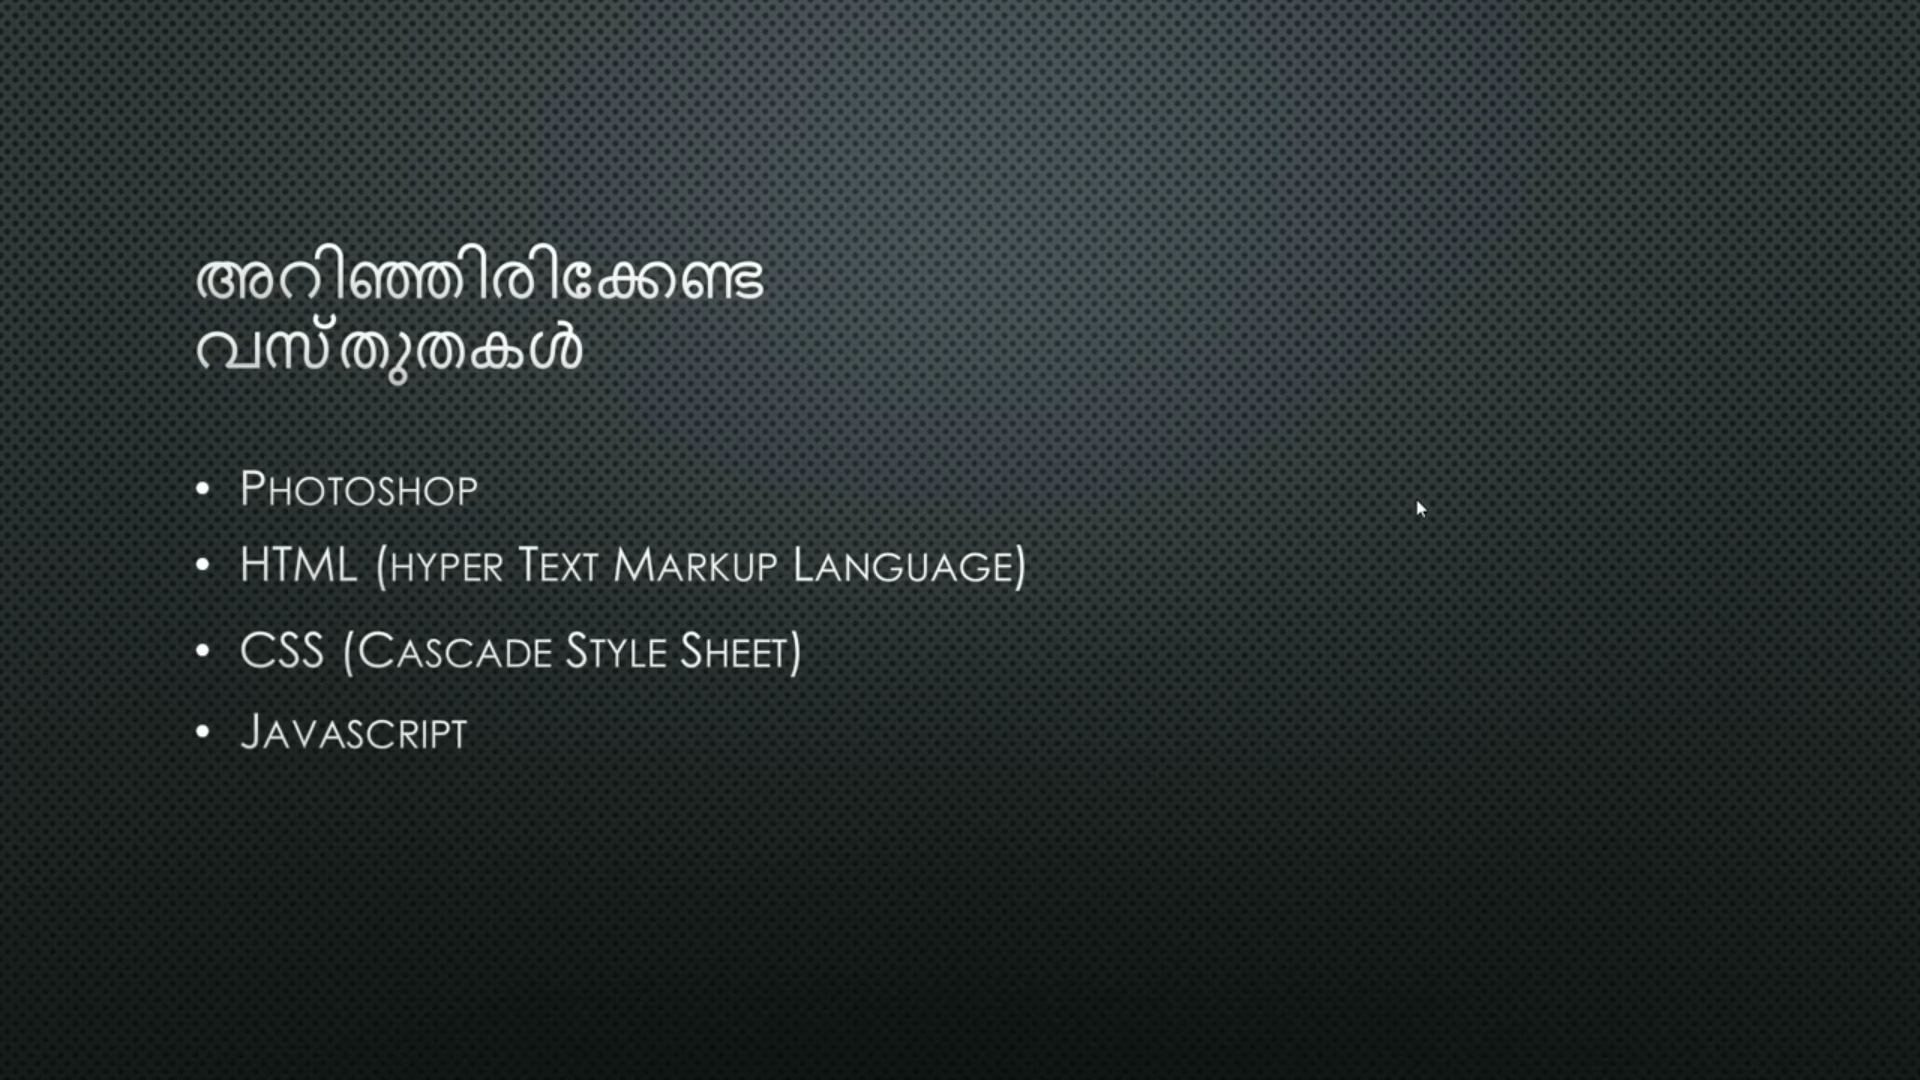 അറിഞ്ഞിരിക്കേണ്ട
വസ്തുതകൾ
• Photoshop
• HTML (hyper Text Markup Language)
• CSS (Cascade Style Sheet)
• Javascript